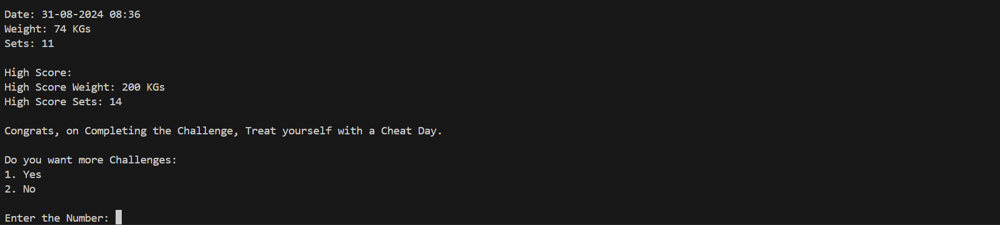 Date: 31-08-2024 08:36
Weight: 74 KGs
Sets: 11
High Score:
High Score Weight: 200 KGs
High Score Sets: 14
Congrats, on Completing the Challenge, Treat yourself with a Cheat Day.
Do you want more Challenges:
1. Yes
2. No
Enter the Number: